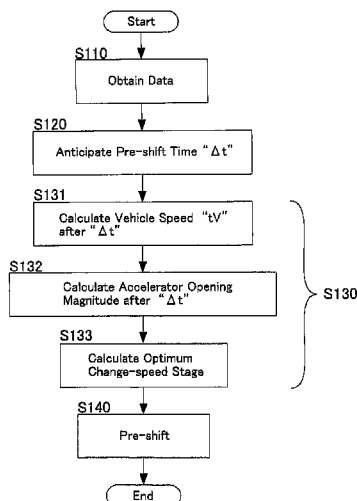 Start
S110
Obtain Data
S120
Anticipate Pre-shift Time “Δt”
S131
Calculate Vehicle Speed “tV”
after “Δt”
S132
Calculate Accelerator Opening
Magnitude after “Δt”
S130
S133
Calculate Optimum
Change-speed Stage
S140
Pre-shift
End